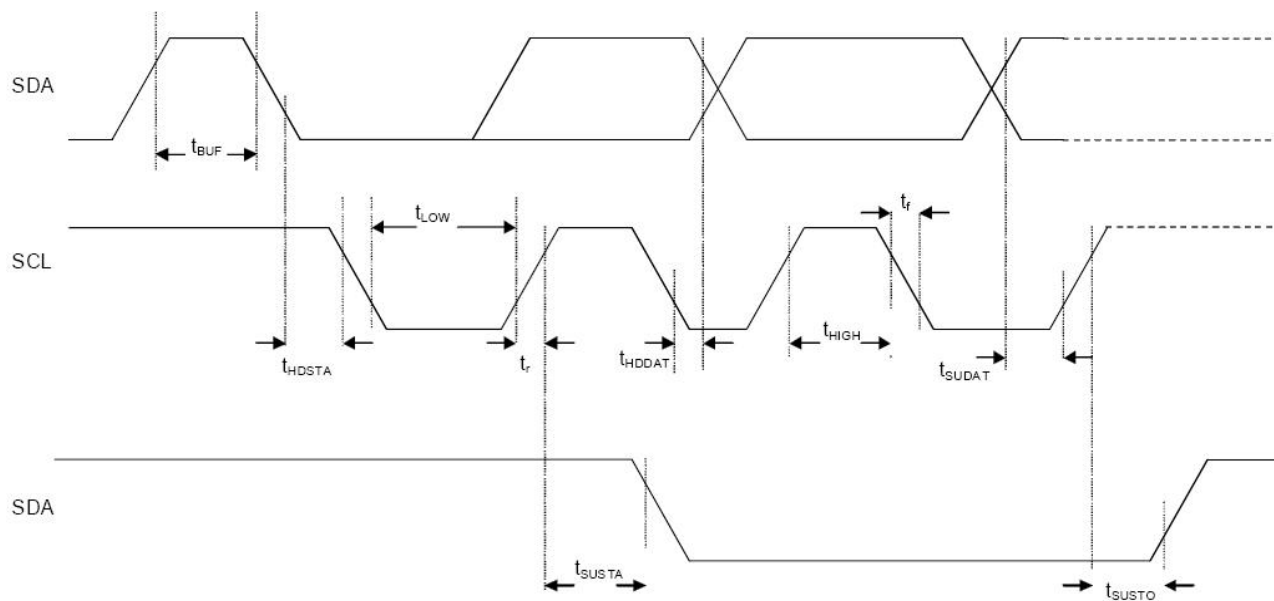 SDA
tBUF
tLOW
tf
SCL
tHDSTA
tr
tHDDAT
tHIGH
tSUDAT
SDA
tSUSTA
tSUSTO